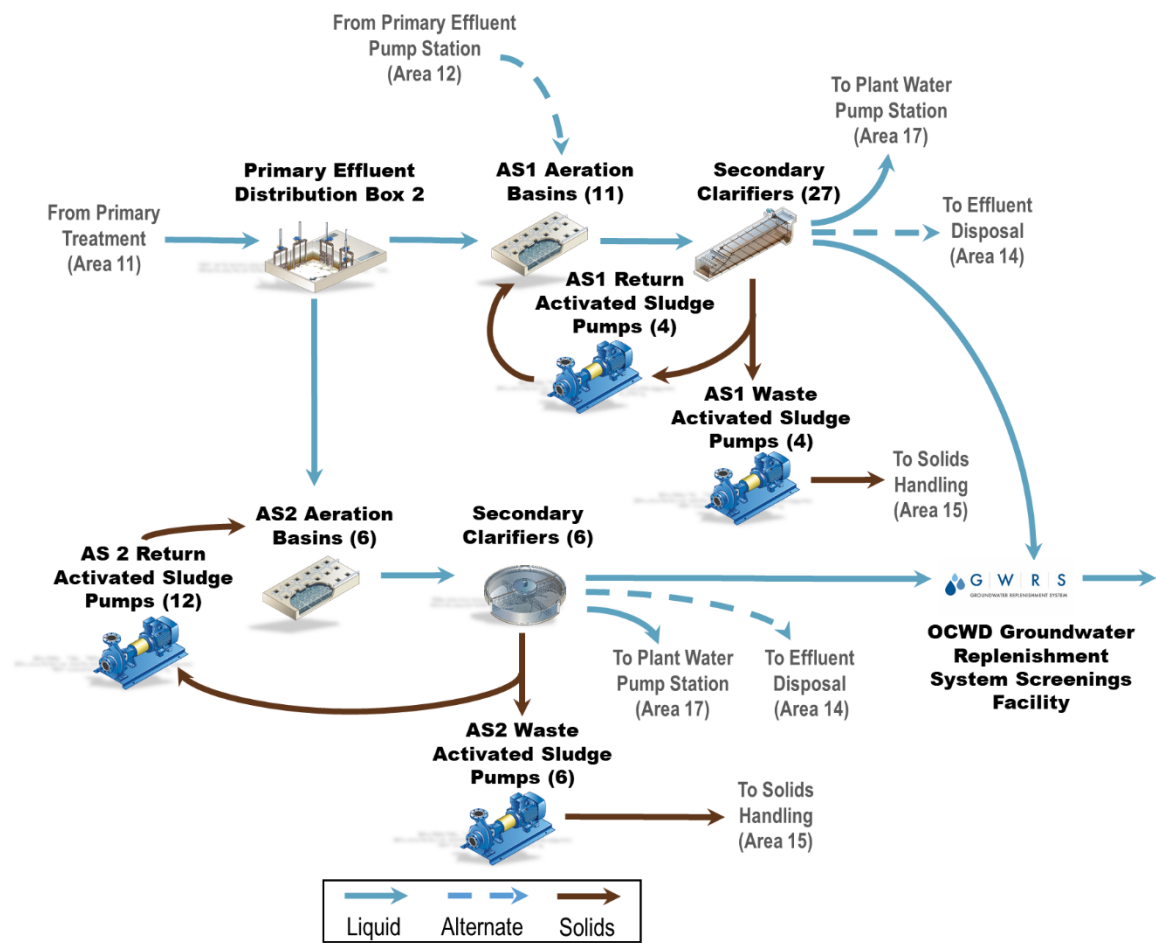 From Primary Effluent
Pump Station
(Area 12)
To Plant Water
Pump Station
(Area 17)
Primary Effluent
Distribution Box 2
AS1 Aeration
Basins (11)
Secondary
Clarifiers (27)
From Primary
Treatment
(Area 11)
To Effluent
Disposal
(Area 14)
AS1 Return
Activated Sludge
Pumps (4)
AS1 Waste
Activated Sludge
Pumps (4)
To Solids
Handling
(Area 15)
AS2 Aeration
Basins (6)
Secondary
Clarifiers (6)
AS 2 Return
Activated Sludge
Pumps (12)
G | W | R | S
GROUNDWATER REPLENISHMENT SYSTEM
OCWD Groundwater
Replenishment
System Screenings
Facility
To Plant Water
Pump Station
(Area 17)
To Effluent
Disposal
(Area 14)
AS2 Waste
Activated Sludge
Pumps (6)
To Solids
Handling
(Area 15)
Liquid
Alternate
Solids